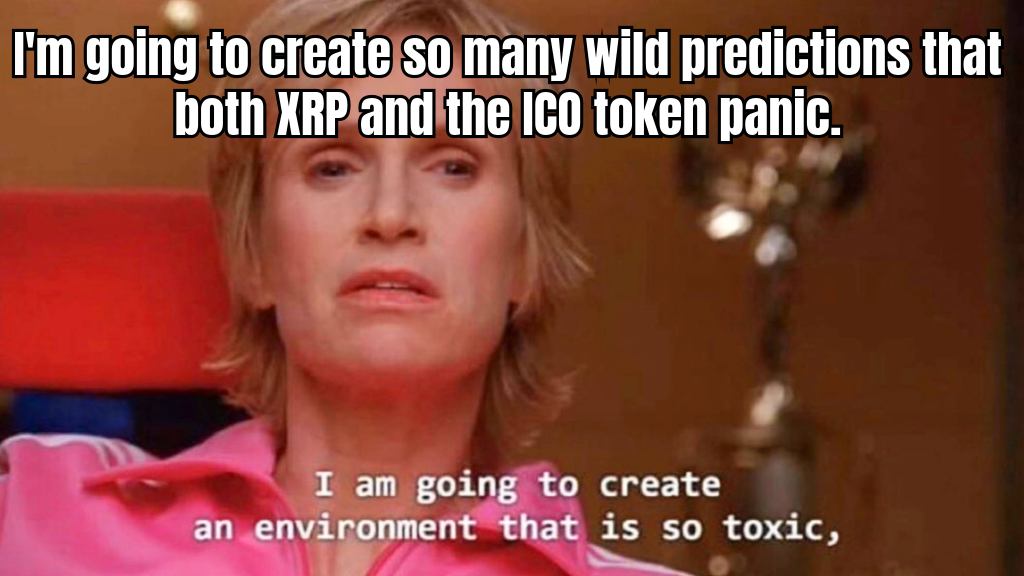 I'm going to create so many wild predictions that
both XRP and the ICO token panic.
I am going to create
an environment that is so toxic,